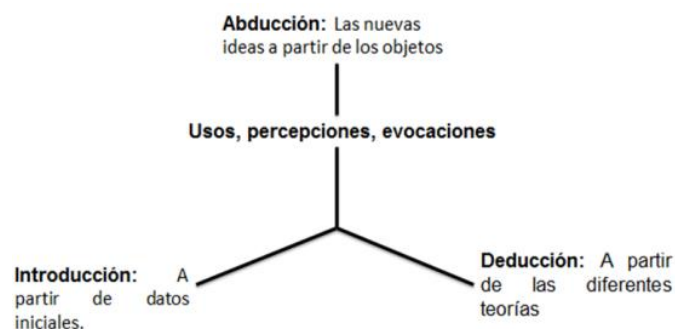 Abducción: Las nuevas
ideas a partir de los objetos
Usos, percepciones, evocaciones
Introducción: A
partir de datos
iniciales.
Deducción: A partir
de las diferentes
teorías